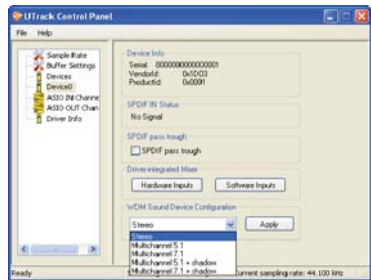 UTrack Control Panel
File Help
Sample Rate
Buffer Settings
Devices
Device0
ASIO IN Channe
ASIO OUT Chan
Driver Info
Device Info
Serial 0000000000000001
VendorId: 0x1D03
ProductId: 0x0001
SPDIF IN Status
No Signal
SPDIF pass trough
SPDIF pass trough
Driver integrated Mixer
Hardware Inputs Software Inputs
WDM Sound Device Configuration
Stereo Apply
Stereo
Multichannel 5.1
Multichannel 7.1
Multichannel 5.1 + shadow
Multichannel 7.1 + shadow
Ready
urrent sampling rate: 44.100 kHz